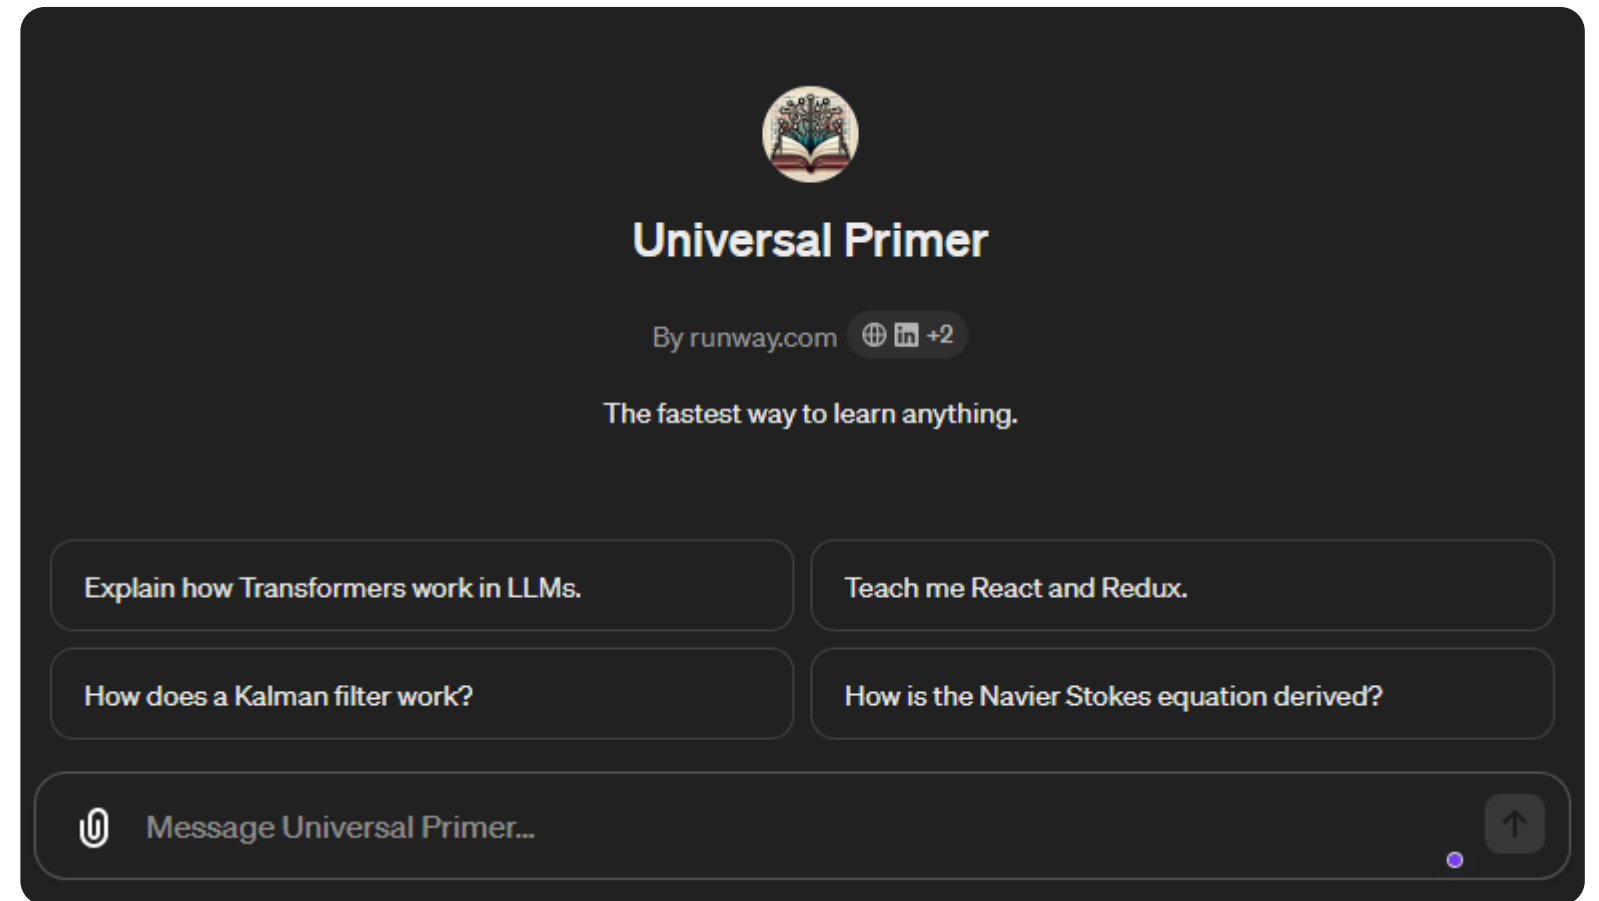 Universal Primer
By runway.com in +2
The fastest way to learn anything.
Explain how Transformers work in LLMs.
Teach me React and Redux.
How does a Kalman filter work?
How is the Navier Stokes equation derived?
Message Universal Primer...